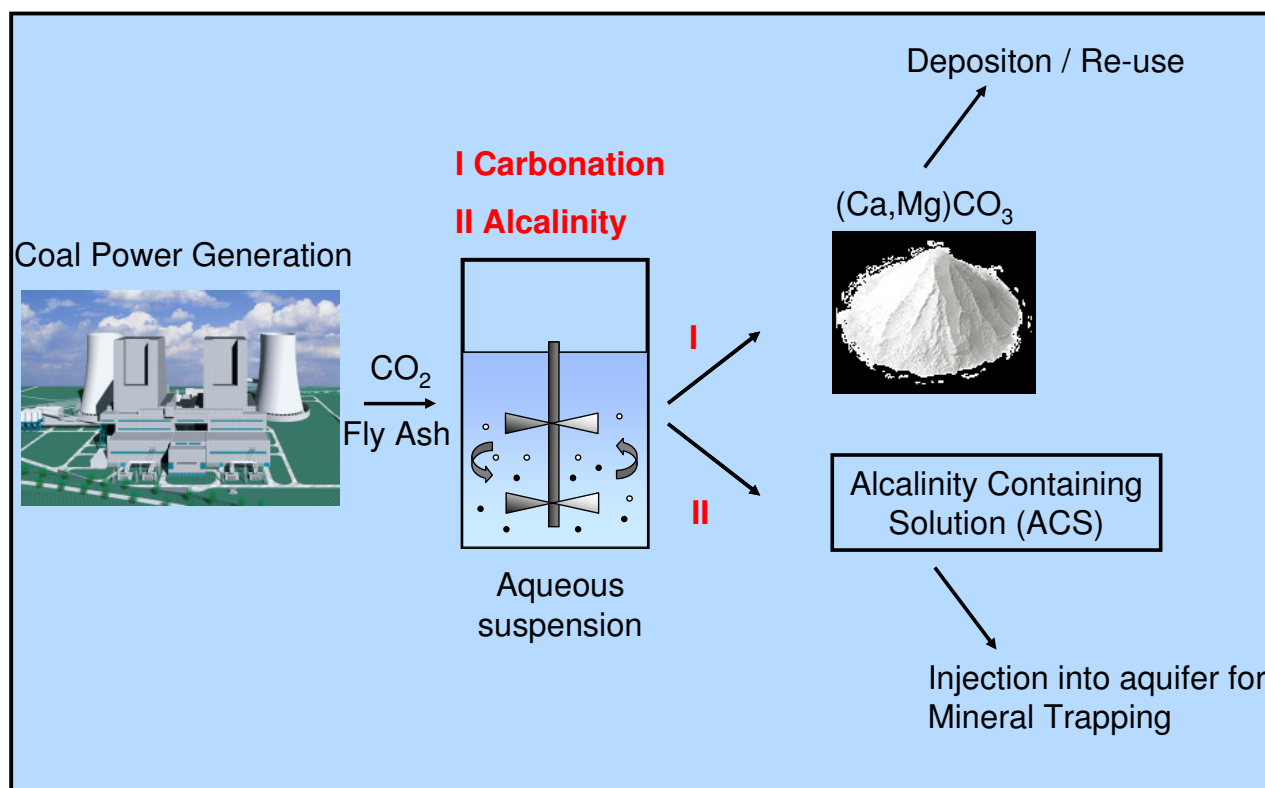 Depositon / Re-use
I Carbonation
II Alcalinity
(Ca,Mg)CO₃
Coal Power Generation
CO₂
Fly Ash
I
II
Alcalinity Containing
Solution (ACS)
Aqueous
suspension
Injection into aquifer for
Mineral Trapping